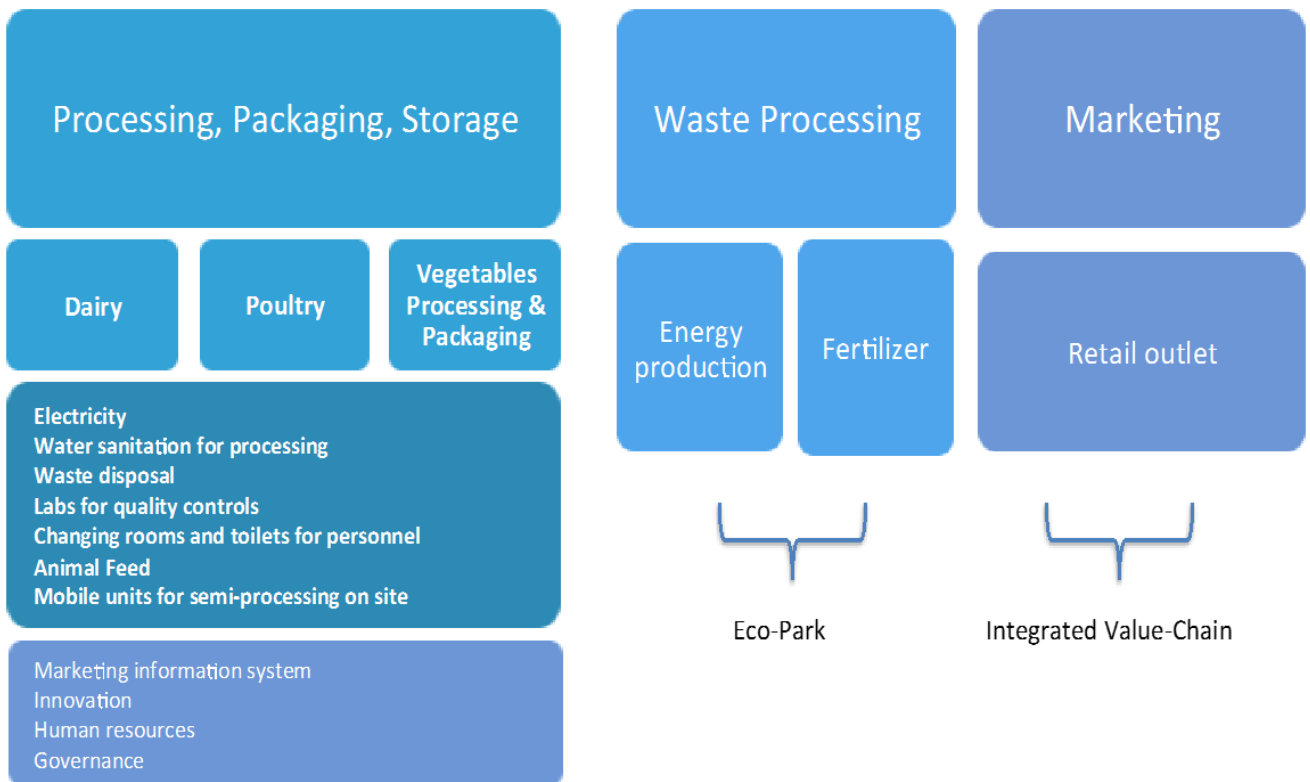 Processing, Packaging, Storage
Waste Processing
Marketing
Dairy
Poultry
Vegetables
Processing &
Packaging
Energy
production
Fertilizer
Retail outlet
Electricity
Water sanitation for processing
Waste disposal
Labs for quality controls
Changing rooms and toilets for personnel
Animal Feed
Mobile units for semi-processing on site
Eco-Park
Integrated Value-Chain
Marketing information system
Innovation
Human resources
Governance